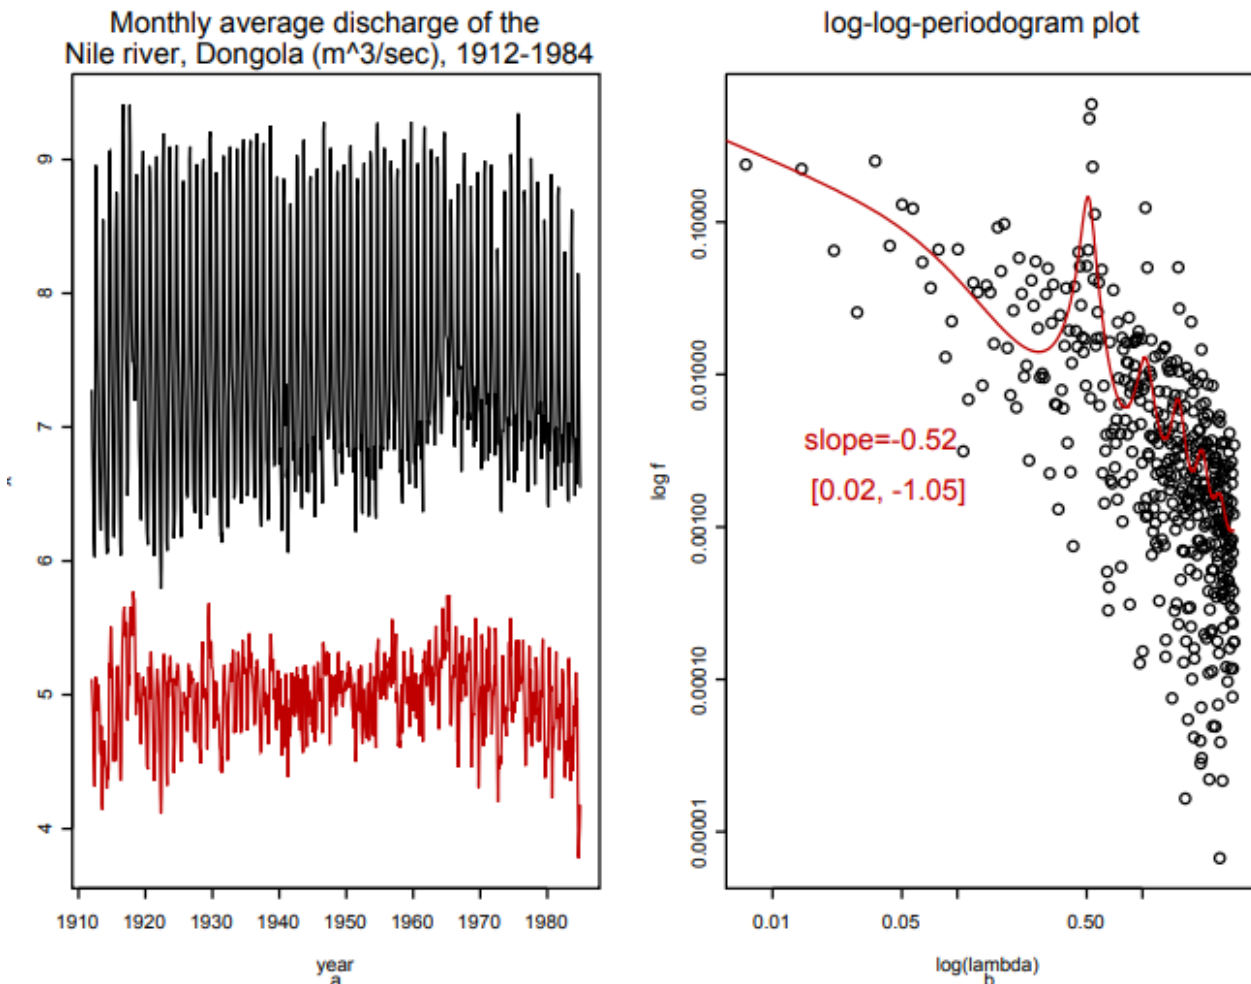 Monthly average discharge of the
Nile river, Dongola (m^3/sec), 1912-1984
9
8
7
6
5
4
1910 1920 1930 1940 1950 1960 1970 1980
year
a
log-log-periodogram plot
0.10000
0.01000
0.00100
0.00010
0.00001
log f
slope=-0.52
[0.02, -1.05]
0.01 0.05 0.50
log(lambda)
b